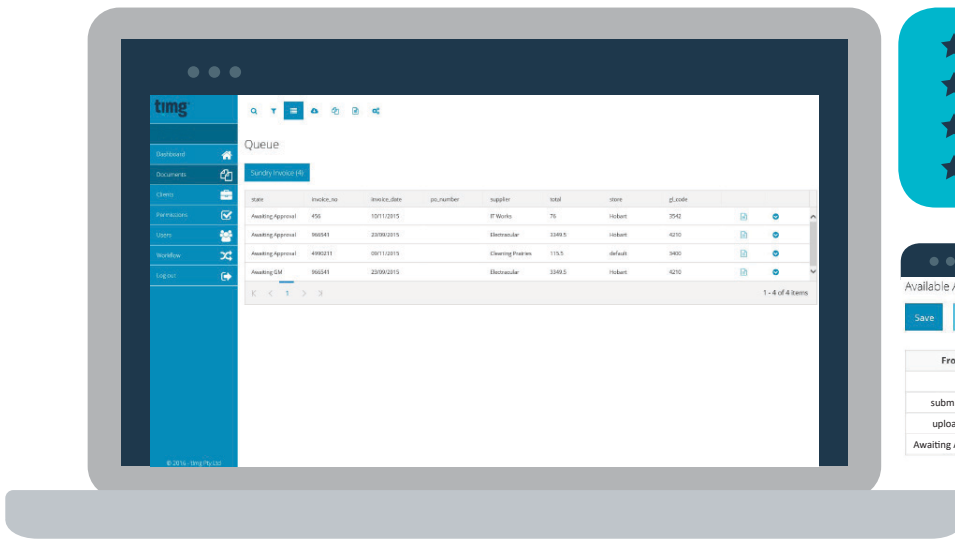 timg
Dashboard
Documents
Clients
Permissions
Users
Workflow
Log out
© 2016 - timg Pty Ltd
Queue
Sundry Invoice (4)
state invoice_no invoice_date po_number supplier total store gl_code
Awaiting Approval 456 10/11/2015 IT Works 76 Hobart 3542
Awaiting Approval 966541 23/09/2015 Electracular 3349.5 Hobart 4210
Awaiting Approval 09/11/2015 Cleaning Prairies 115.5 default 3400
Awaiting GM 966541 23/09/2015 Electracular 3349.5 Hobart 4210
1
1 - 4 of 4 items
Available A
Save
Fro
subm
uploa
Awaiting A